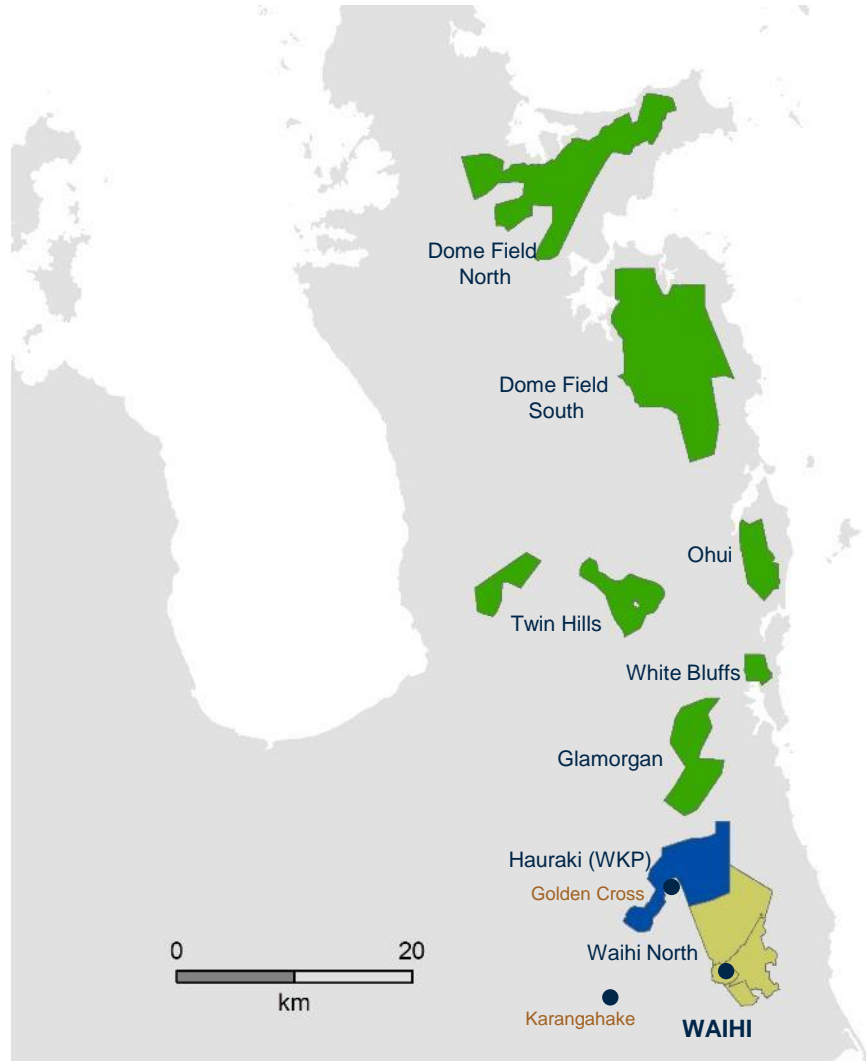 Dome Field
North
Dome Field
South
Ohui
Twin Hills
White Bluffs
Glamorgan
Hauraki (WKP)
Golden Cross
0 20
km
Waihi North
Karangahake
WAIHI